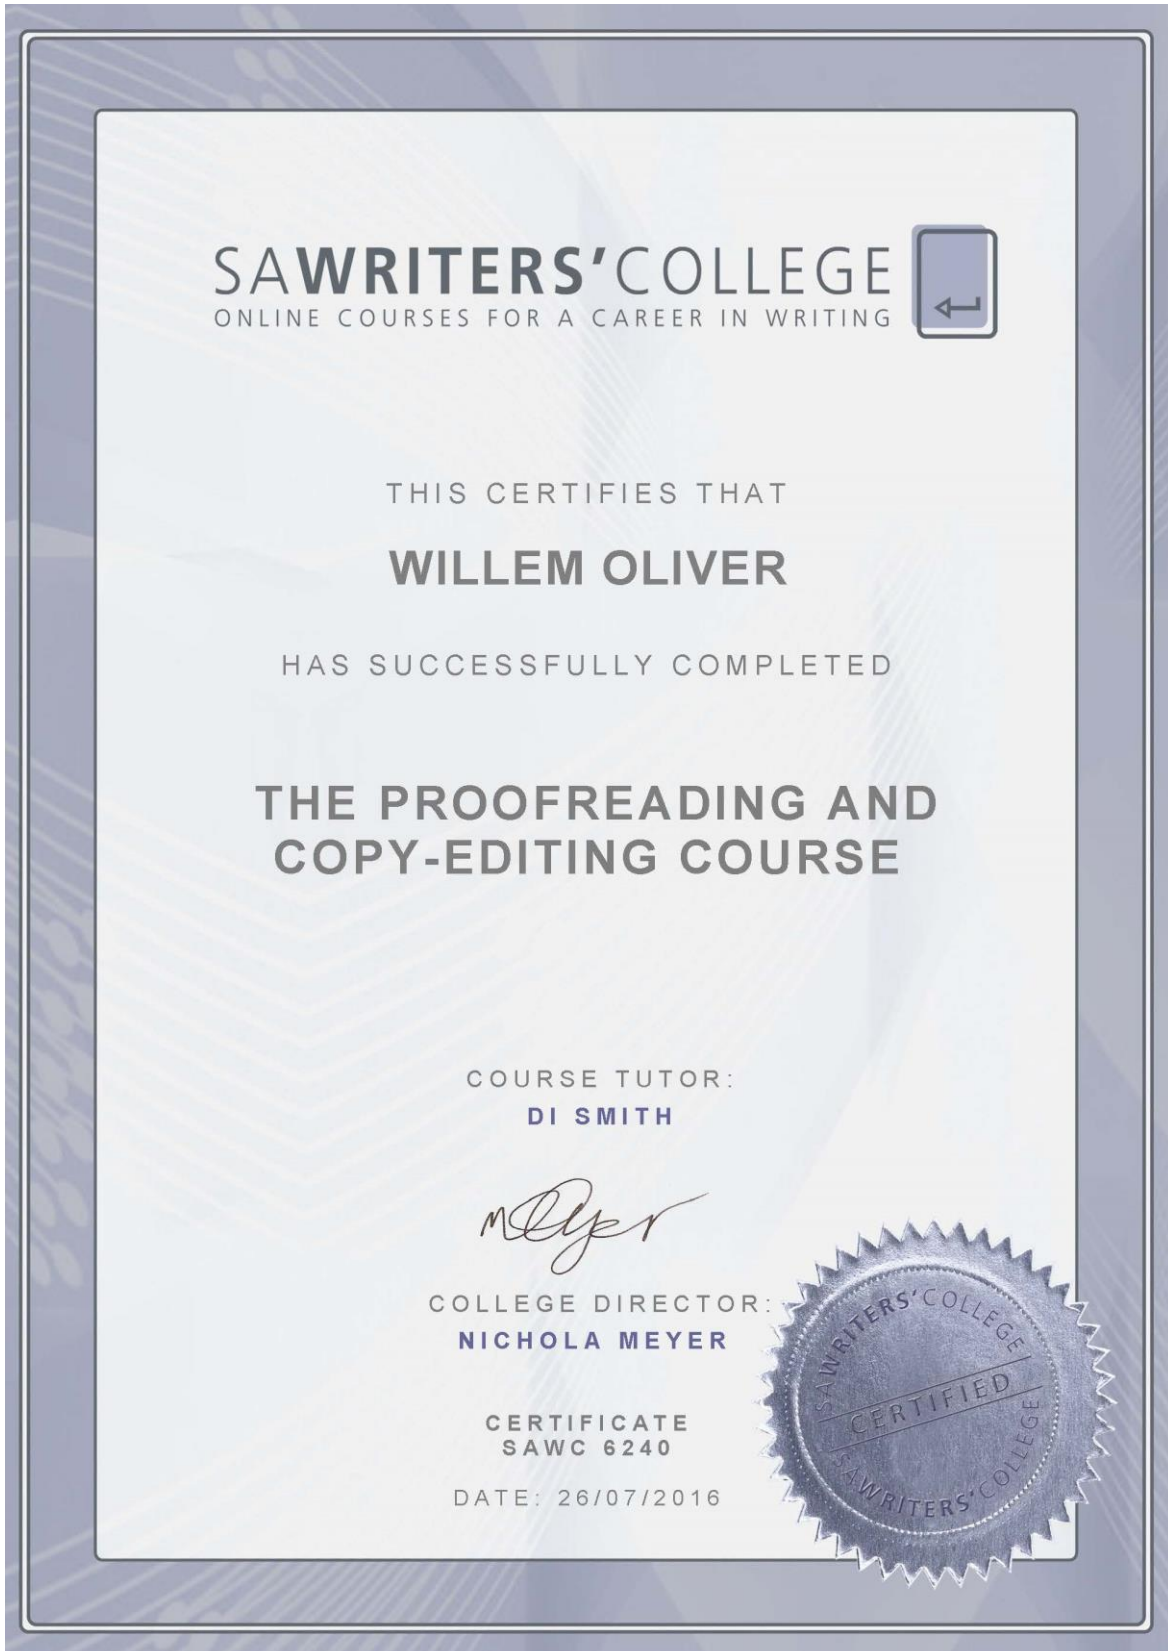 SAWRITERS'COLLEGE
ONLINE COURSES FOR A CAREER IN WRITING
THIS CERTIFIES THAT
WILLEM OLIVER
HAS SUCCESSFULLY COMPLETED
THE PROOFREADING AND
COPY-EDITING COURSE
COURSE TUTOR:
DI SMITH
meyer
COLLEGE DIRECTOR:
NICHOLA MEYER
CERTIFICATE
SAWC 6240
DATE: 26/07/2016
SAWRITERS'COLLEGE
CERTIFIED
SAWRITERS'COLLEGE